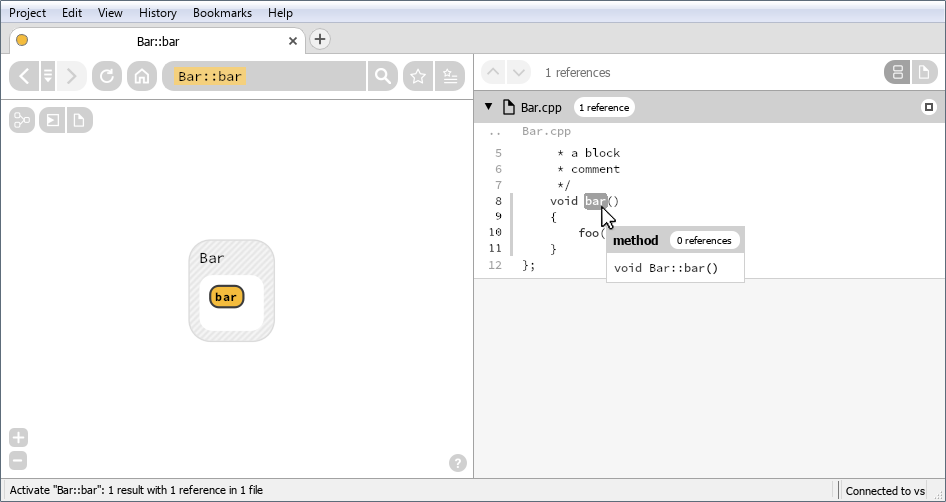 Project Edit View History Bookmarks Help
Bar::bar
Bar::bar
1 references
Bar.cpp 1 reference
.. Bar.cpp
5 * a block
6 * comment
7 */
8 void bar()
9 {
10 foo(
11 }
12 };
method 0 references
void Bar::bar()
Bar
bar
?
Activate "Bar::bar": 1 result with 1 reference in 1 file
Connected to vs